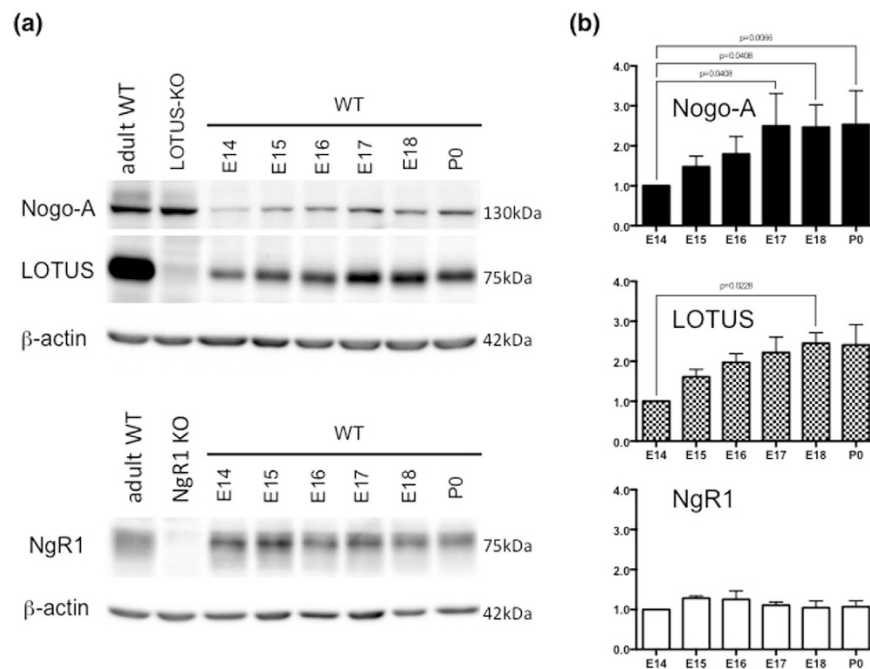 (a)
adult WT
LOTUS-KO
WT
E14
E15
E16
E17
E18
P0
Nogo-A
130kDa
LOTUS
75kDa
β-actin
42kDa
adult WT
NgR1 KO
WT
E14
E15
E16
E17
E18
P0
NgR1
75kDa
β-actin
42kDa
(b)
p=0.0066
p=0.0408
p=0.0408
Nogo-A
4.0
3.0
2.0
1.0
0.0
E14 E15 E16 E17 E18 P0
p=0.0228
LOTUS
4.0
3.0
2.0
1.0
0.0
E14 E15 E16 E17 E18 P0
NgR1
4.0
3.0
2.0
1.0
0.0
E14 E15 E16 E17 E18 P0